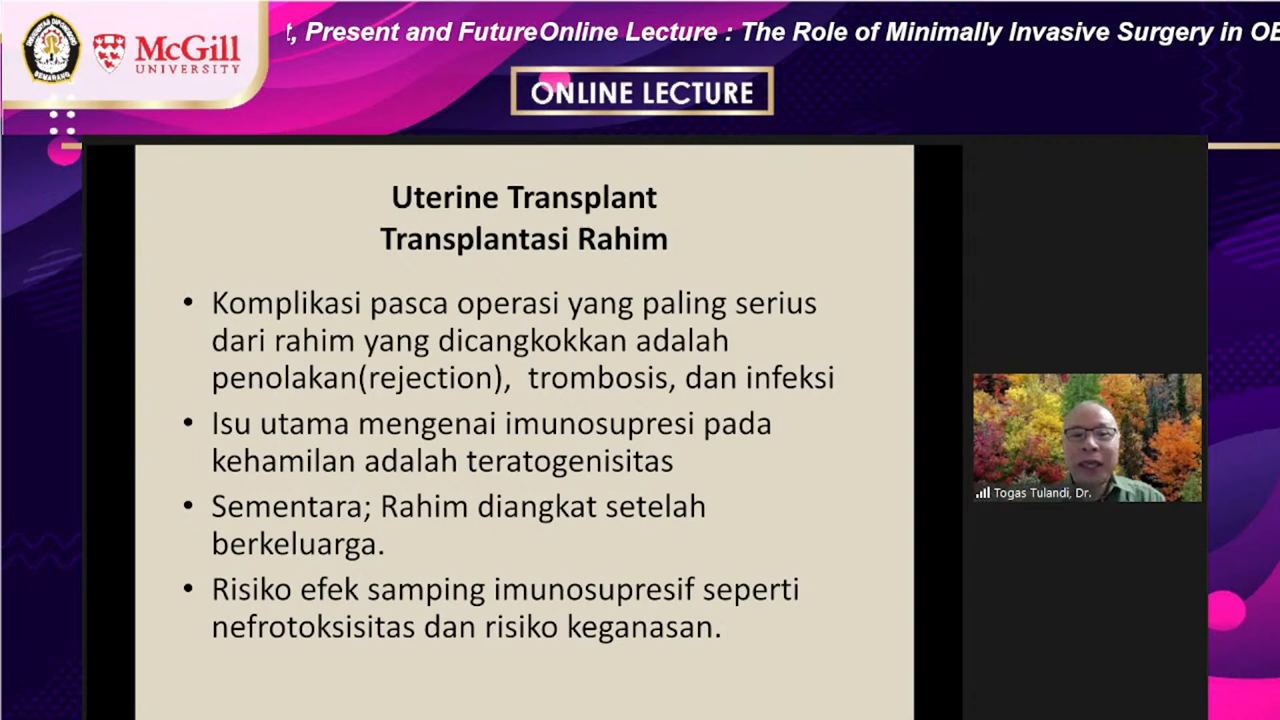 t, Present and FutureOnline Lecture : The Role of Minimally Invasive Surgery in OB
McGill
UNIVERSITY
SEMARANG
ONLINE LECTURE
Uterine Transplant
Transplantasi Rahim
• Komplikasi pasca operasi yang paling serius
dari rahim yang dicangkokkan adalah
penolakan(rejection), trombosis, dan infeksi
• Isu utama mengenai imunosupresi pada
kehamilan adalah teratogenisitas
• Sementara; Rahim diangkat setelah
berkeluarga.
• Risiko efek samping imunosupresif seperti
nefrotoksisitas dan risiko keganasan.
Togas Tulandi, Dr.